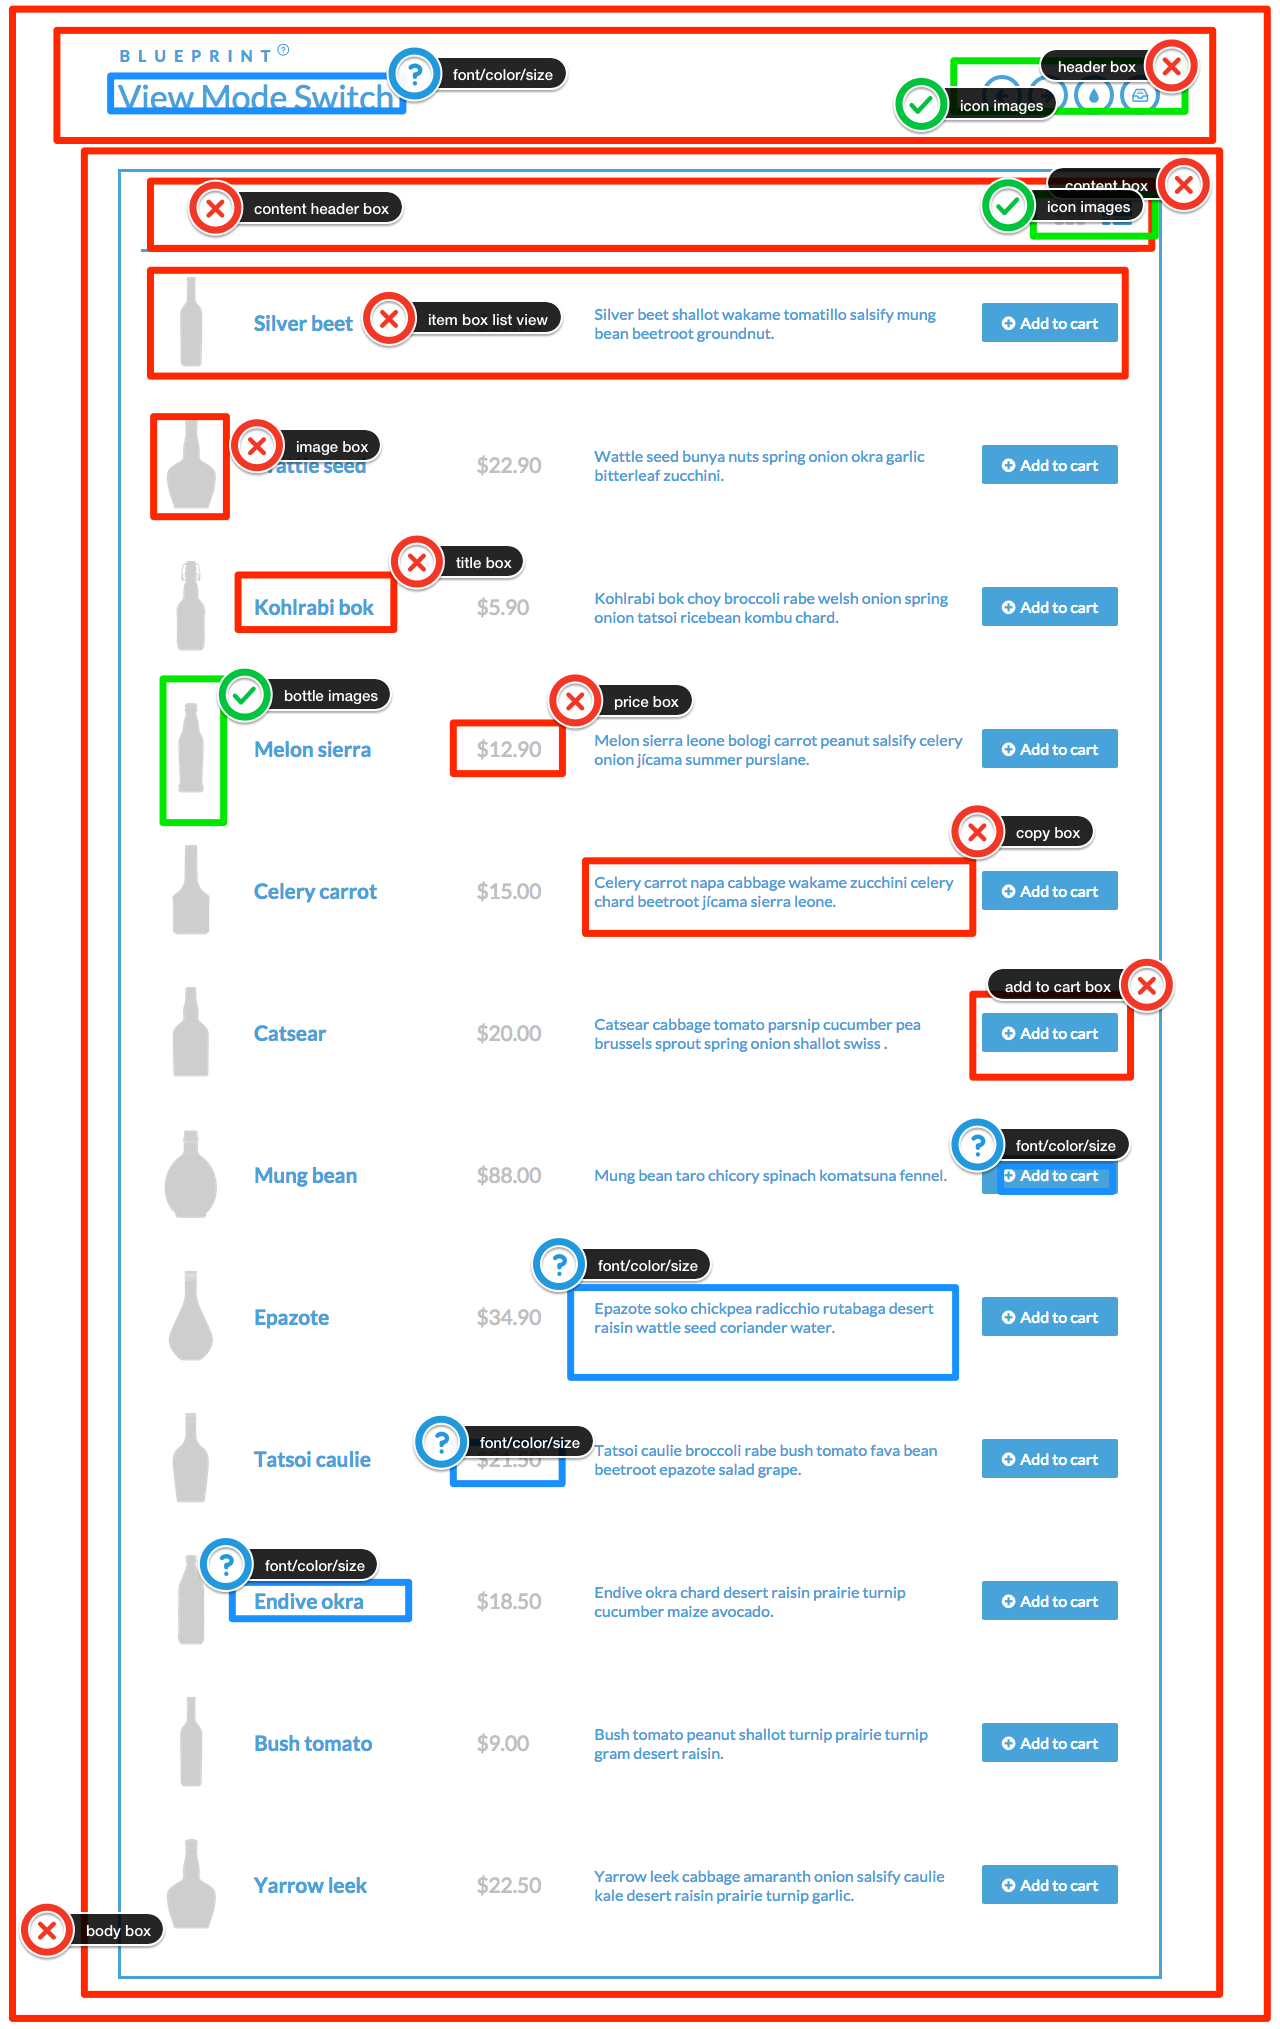 BLUEPRINT
View Mode Switch
font/color/size
header box
icon images
content header box
content box
icon images
Silver beet
item box list view
Silver beet shallot wakame tomatillo salsify mung
bean beetroot groundnut.
Add to cart
image box
Wattle seed
$22.90
Wattle seed bunya nuts spring onion okra garlic
bitterleaf zucchini.
Add to cart
title box
Kohlrabi bok
$5.90
Kohlrabi bok choy broccoli rabe welsh onion spring
onion tatsoi ricebean kombu chard.
Add to cart
bottle images
price box
Melon sierra
$12.90
Melon sierra leone bologi carrot peanut salsify celery
onion jícama summer purslane.
Add to cart
copy box
Celery carrot
$15.00
Celery carrot napa cabbage wakame zucchini celery
chard beetroot jícama sierra leone.
Add to cart
add to cart box
Catsear
$20.00
Catsear cabbage tomato parsnip cucumber pea
brussels sprout spring onion shallot swiss .
Add to cart
font/color/size
Mung bean
$88.00
Mung bean taro chicory spinach komatsuna fennel.
Add to cart
font/color/size
Epazote
$34.90
Epazote soko chickpea radicchio rutabaga desert
raisin wattle seed coriander water.
Add to cart
font/color/size
Tatsoi caulie
$21.50
Tatsoi caulie broccoli rabe bush tomato fava bean
beetroot epazote salad grape.
Add to cart
font/color/size
Endive okra
$18.50
Endive okra chard desert raisin prairie turnip
cucumber maize avocado.
Add to cart
Bush tomato
$9.00
Bush tomato peanut shallot turnip prairie turnip
gram desert raisin.
Add to cart
Yarrow leek
$22.50
Yarrow leek cabbage amaranth onion salsify caulie
kale desert raisin prairie turnip garlic.
Add to cart
body box